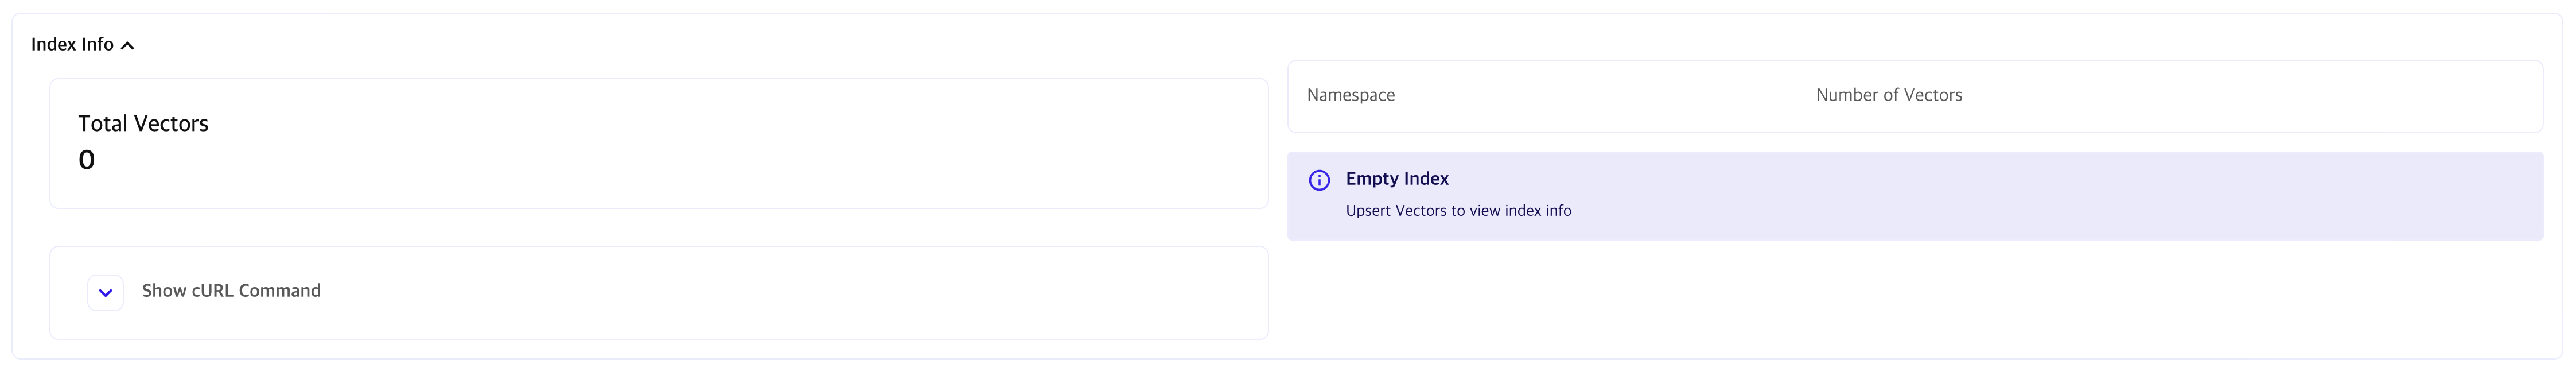 Index Info
Total Vectors
0
Show cURL Command
Namespace Number of Vectors
Empty Index
Upsert Vectors to view index info